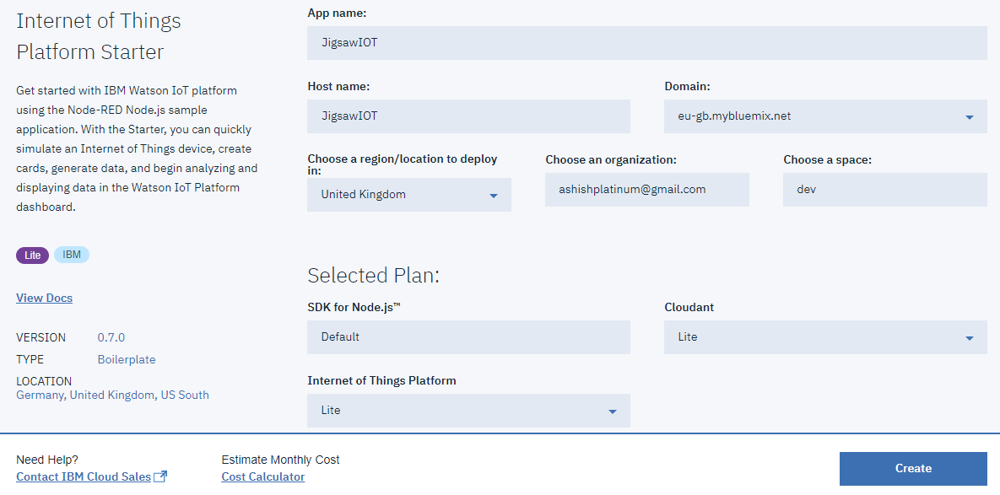 Internet of Things
Platform Starter
Get started with IBM Watson IoT platform
using the Node-RED Node.js sample
application. With the Starter, you can quickly
simulate an Internet of Things device, create
cards, generate data, and begin analyzing and
displaying data in the Watson IoT Platform
dashboard.
Lite IBM
View Docs
VERSION 0.7.0
TYPE Boilerplate
LOCATION
Germany, United Kingdom, US South
App name:
JigsawIOT
Host name:
JigsawIOT
Domain:
eu-gb.mybluemix.net
Choose a region/location to deploy
in:
United Kingdom
Choose an organization:
ashishplatinum@gmail.com
Choose a space:
dev
Selected Plan:
SDK for Node.js™
Default
Cloudant
Lite
Internet of Things Platform
Lite
Need Help?
Contact IBM Cloud Sales
Estimate Monthly Cost
Cost Calculator
Create